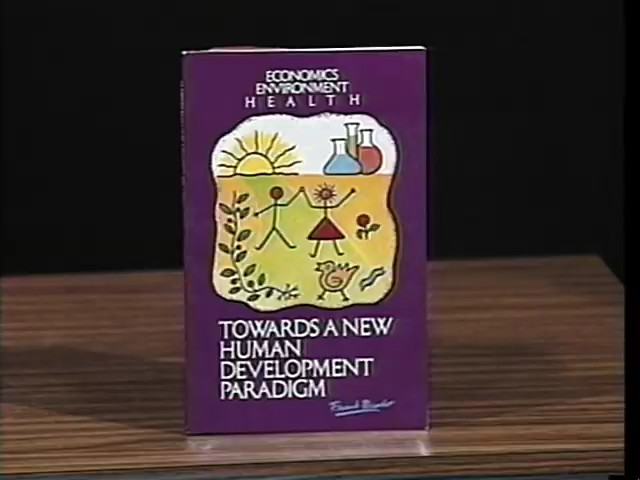 ECONOMICS
ENVIRONMENT
HEALTH
TOWARDS A NEW
HUMAN
DEVELOPMENT
PARADIGM